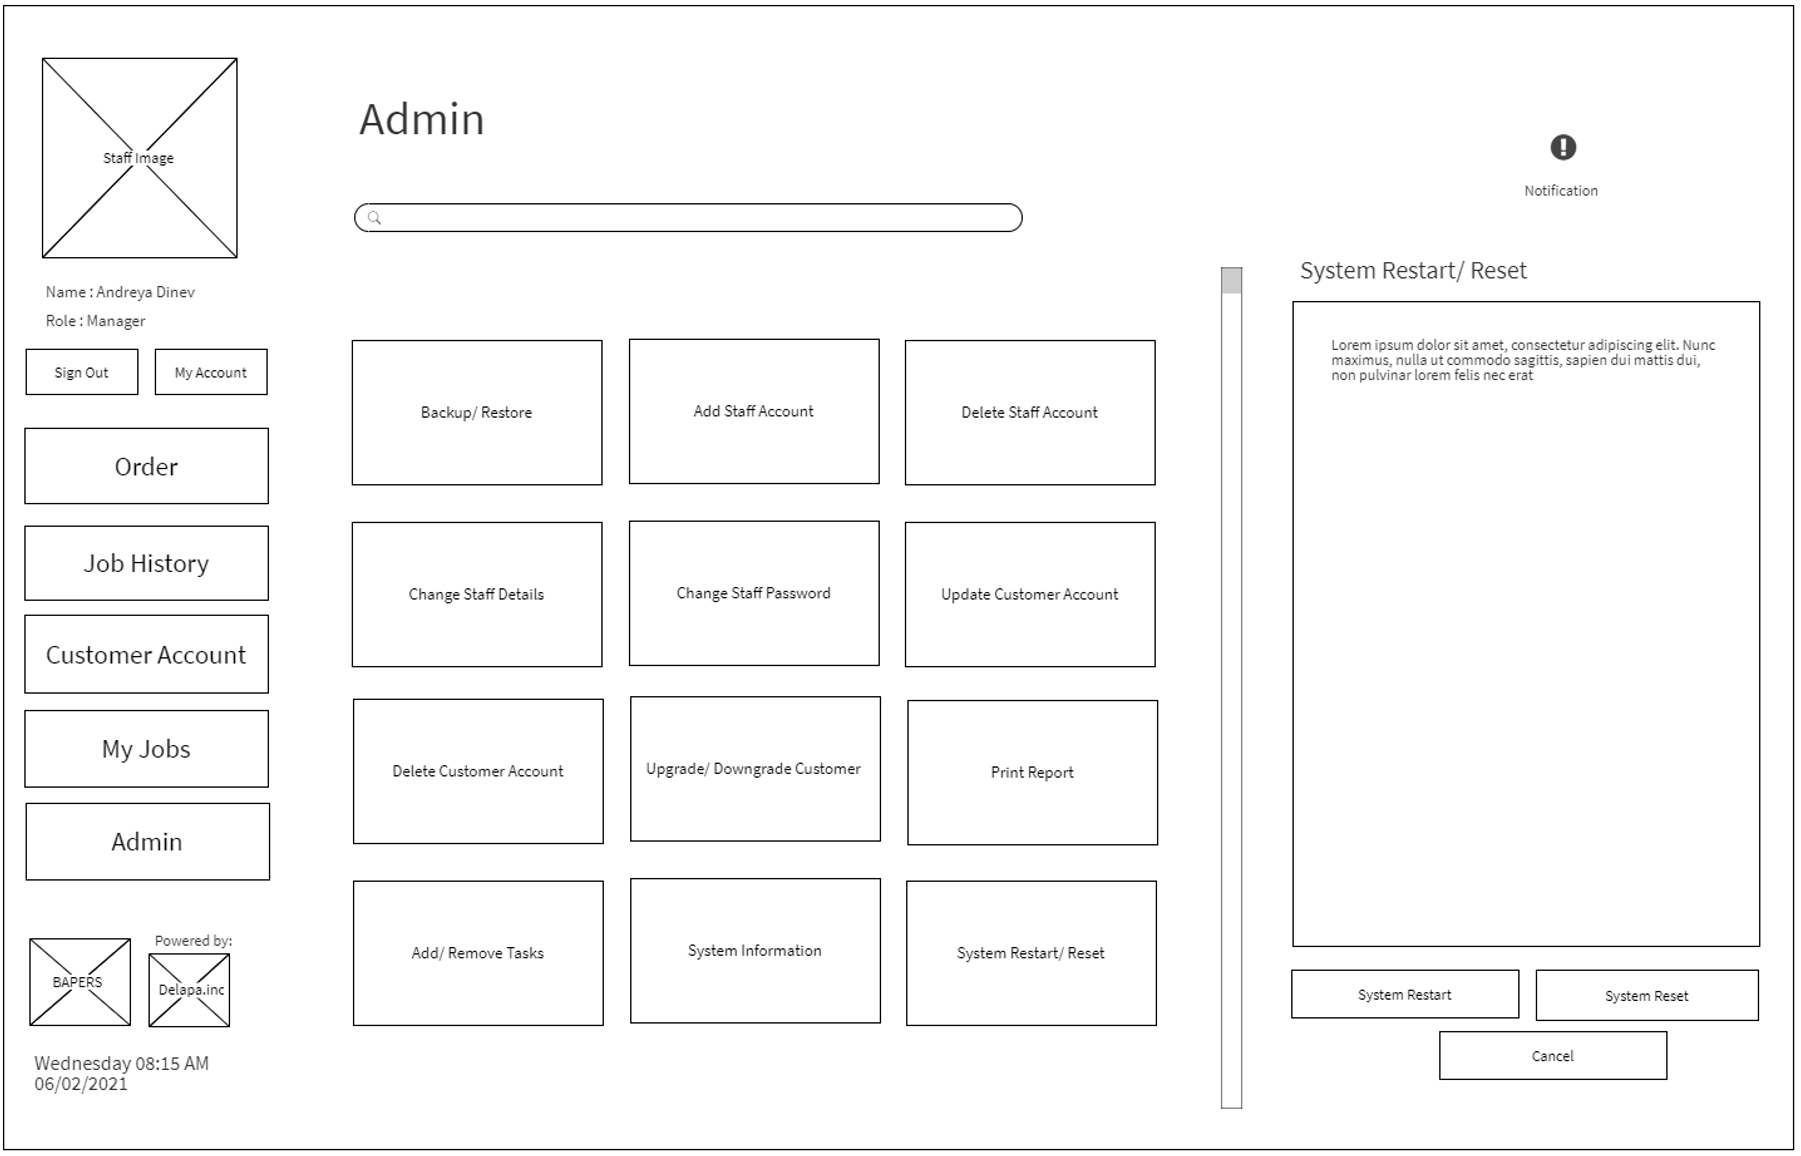 Staff Image
Name : Andreya Dinev
Role : Manager
Sign Out
My Account
Order
Job History
Customer Account
My Jobs
Admin
BAPERS
Powered by:
Delapa.inc
Wednesday 08:15 AM
06/02/2021
Admin
Backup/ Restore
Add Staff Account
Delete Staff Account
Change Staff Details
Change Staff Password
Update Customer Account
Delete Customer Account
Upgrade/ Downgrade Customer
Print Report
Add/ Remove Tasks
System Information
System Restart/ Reset
Notification
System Restart/ Reset
Lorem ipsum dolor sit amet, consectetur adipiscing elit. Nunc
maximus, nulla ut commodo sagittis, sapien dui mattis dui,
non pulvinar lorem felis nec erat
System Restart
System Reset
Cancel